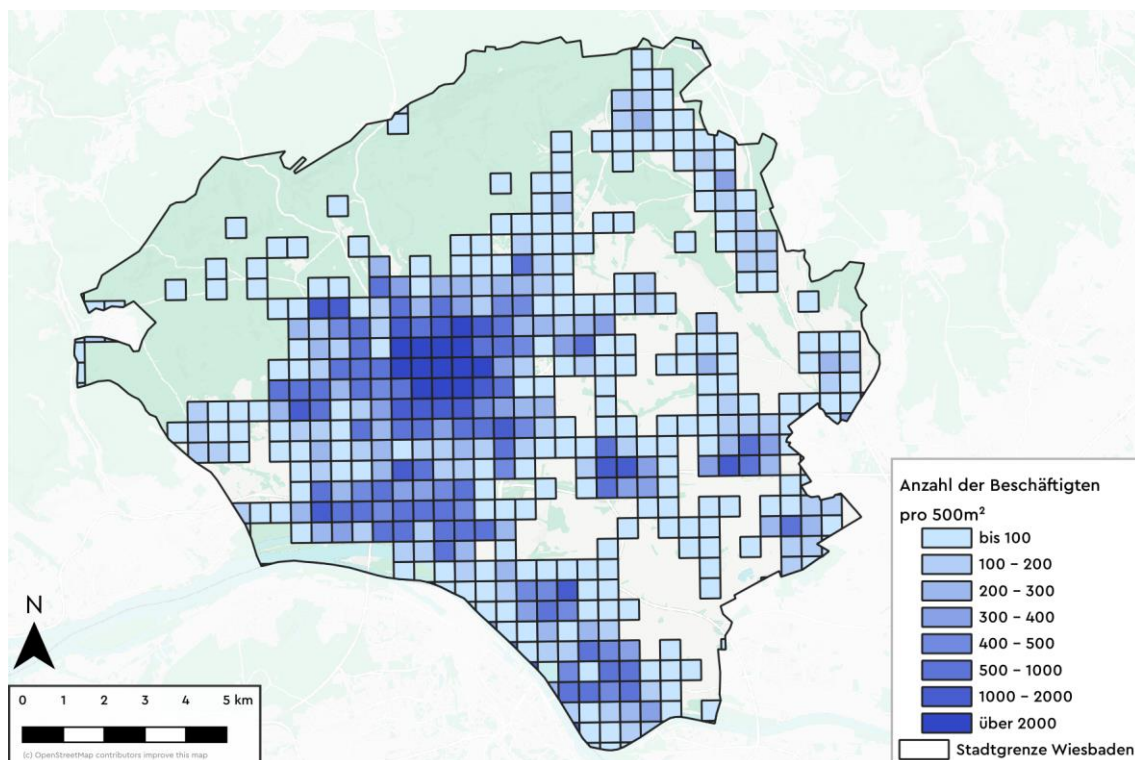 Anzahl der Beschäftigten
pro 500m²
bis 100
100 - 200
200 - 300
300 - 400
400 - 500
500 - 1000
1000 - 2000
über 2000
Stadtgrenze Wiesbaden
N
0 1 2 3 4 5 km
(c) OpenStreetMap contributors improve this map